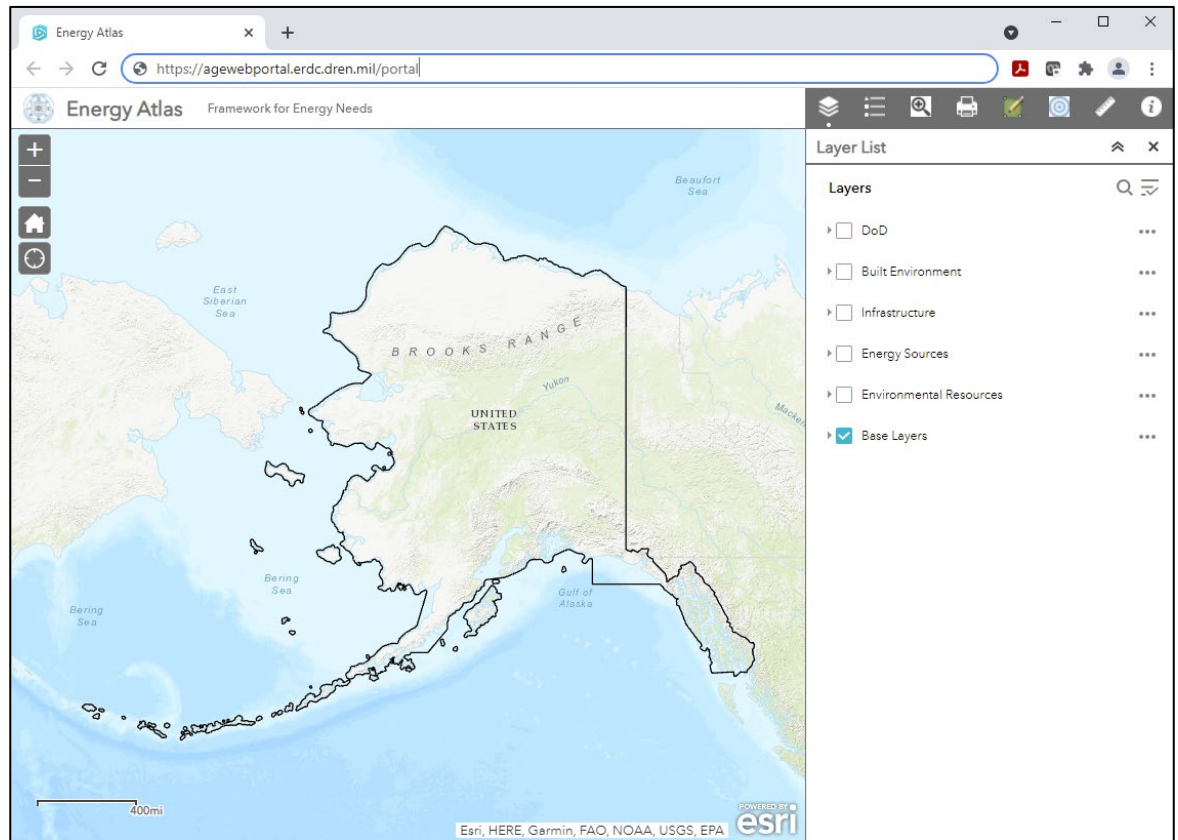 Energy Atlas
https://agewebportal.erdc.dren.mil/portal
Energy Atlas Framework for Energy Needs
Layer List
Layers
DoD
Built Environment
Infrastructure
Energy Sources
Environmental Resources
Base Layers
Beaufort
Sea
East
Siberian
Sea
BROOKS RANGE
Yukon
UNITED
STATES
Bering
Sea
Bering
Sea
Gulf of
Alaska
400mi
Esri, HERE, Garmin, FAO, NOAA, USGS, EPA
POWERED BY
esri